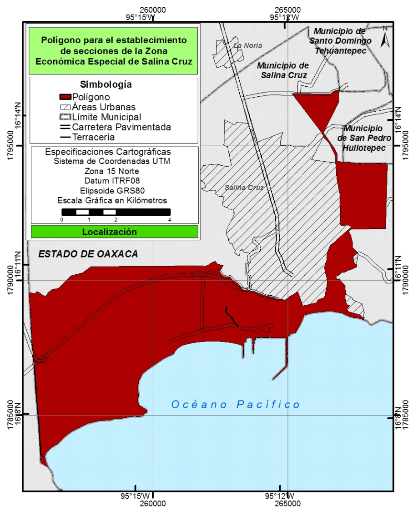 260000
265000
95°15'W
95°12'W
Polígono para el establecimiento
de secciones de la Zona
Económica Especial de Salina Cruz
Simbología
Polígono
Áreas Urbanas
Límite Municipal
Carretera Pavimentada
Terracería
Especificaciones Cartográficas
Sistema de Coordenadas UTM
Zona 15 Norte
Datum ITRF08
Elipsoide GRS80
Escala Gráfica en Kilómetros
0 1 2 4
Localización
La Noria
Municipio de
Santo Domingo
Tehuantepec
N
Municipio de
Salina Cruz
Municipio
de San Pedro
Huilotepec
Salina Cruz
ESTADO DE OAXACA
Océano Pacífico
1795000
16°14'N
1790000
16°11'N
1785000
1795000
16°14'N
1790000
16°11'N
1785000
95°15'W
95°12'W
260000
265000